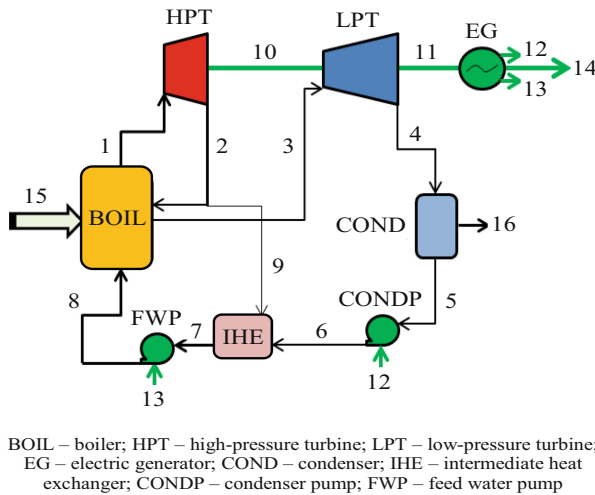 HPT
LPT
EG
10
11
12
14
13
1
2
3
4
15
BOIL
COND
16
9
8
FWP
7
IHE
6
CONDP
5
13
12
BOIL – boiler; HPT – high-pressure turbine; LPT – low-pressure turbine;
EG – electric generator; COND – condenser; IHE – intermediate heat
exchanger; CONDP – condenser pump; FWP – feed water pump